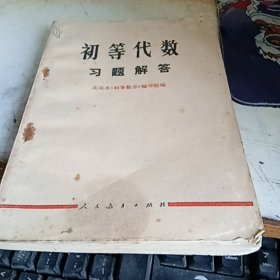 初等代数
习题解答
北京市《初等数学》编写组编
人民教育出版社